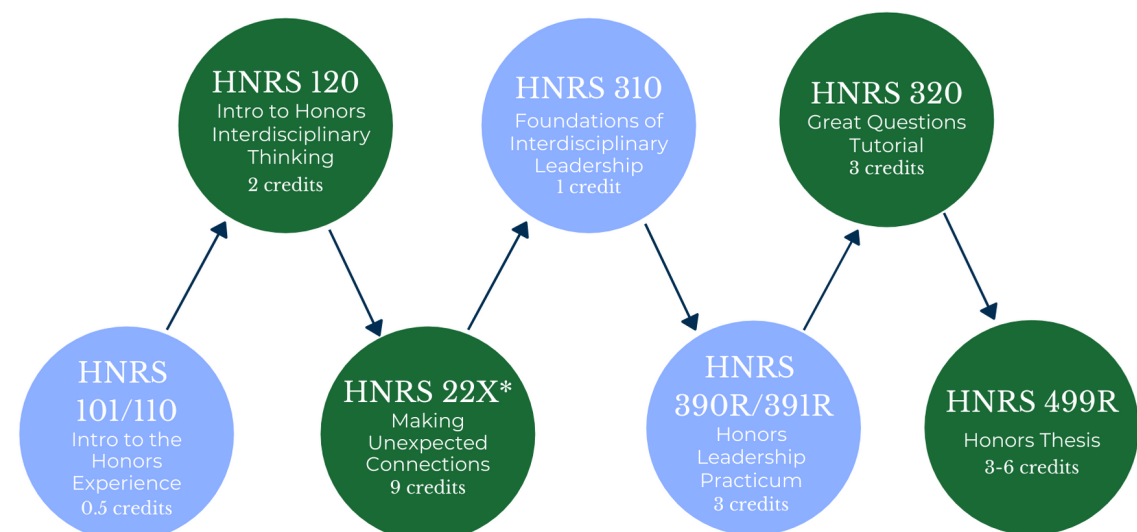 HNRS
101/110
Intro to the
Honors
Experience
0.5 credits
HNRS 120
Intro to Honors
Interdisciplinary
Thinking
2 credits
HNRS 22X*
Making
Unexpected
Connections
9 credits
HNRS 310
Foundations of
Interdisciplinary
Leadership
1 credit
HNRS
390R/391R
Honors
Leadership
Practicum
3 credits
HNRS 320
Great Questions
Tutorial
3 credits
HNRS 499R
Honors Thesis
3-6 credits